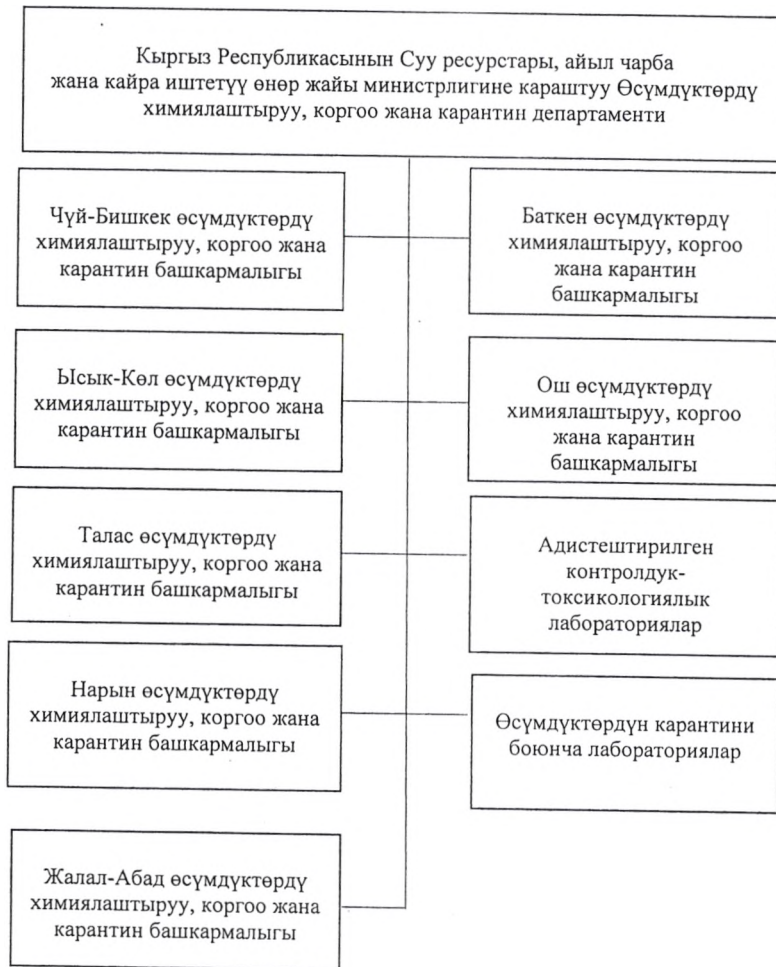 Кыргыз Республикасынын Суу ресурстары, айыл чарба
жана кайра иштетүү өнөр жайы министрлигине караштуу Өсүмдүктөрдү
химиялаштыруу, коргоо жана карантин департаменти
Чүй-Бишкек өсүмдүктөрдү
химиялаштыруу, коргоо жана
карантин башкармалыгы
Баткен өсүмдүктөрдү
химиялаштыруу, коргоо
жана карантин
башкармалыгы
Ысык-Көл өсүмдүктөрдү
химиялаштыруу, коргоо жана
карантин башкармалыгы
Ош өсүмдүктөрдү
химиялаштыруу, коргоо
жана карантин
башкармалыгы
Талас өсүмдүктөрдү
химиялаштыруу, коргоо жана
карантин башкармалыгы
Адистештирилген
контролдук-
токсикологиялык
лабораториялар
Нарын өсүмдүктөрдү
химиялаштыруу, коргоо жана
карантин башкармалыгы
Өсүмдүктөрдүн карантини
боюнча лабораториялар
Жалал-Абад өсүмдүктөрдү
химиялаштыруу, коргоо жана
карантин башкармалыгы